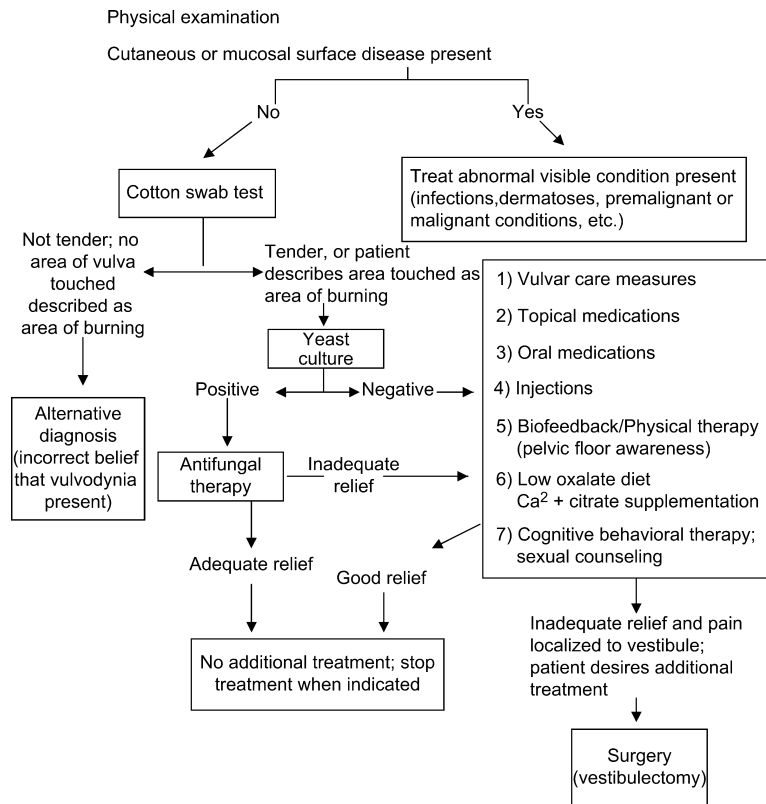 Physical examination
Cutaneous or mucosal surface disease present
No
Yes
Cotton swab test
Treat abnormal visible condition present
(infections,dermatoses, premalignant or
malignant conditions, etc.)
Not tender; no
area of vulva
touched
described as
area of burning
Tender, or patient
describes area touched as
area of burning
Yeast
culture
Positive
Negative
1) Vulvar care measures
2) Topical medications
3) Oral medications
4) Injections
5) Biofeedback/Physical therapy
(pelvic floor awareness)
6) Low oxalate diet
Ca2 + citrate supplementation
7) Cognitive behavioral therapy;
sexual counseling
Alternative
diagnosis
(incorrect belief
that vulvodynia
present)
Antifungal
therapy
Inadequate
relief
Adequate relief
Good relief
No additional treatment; stop
treatment when indicated
Inadequate relief and pain
localized to vestibule;
patient desires additional
treatment
Surgery
(vestibulectomy)